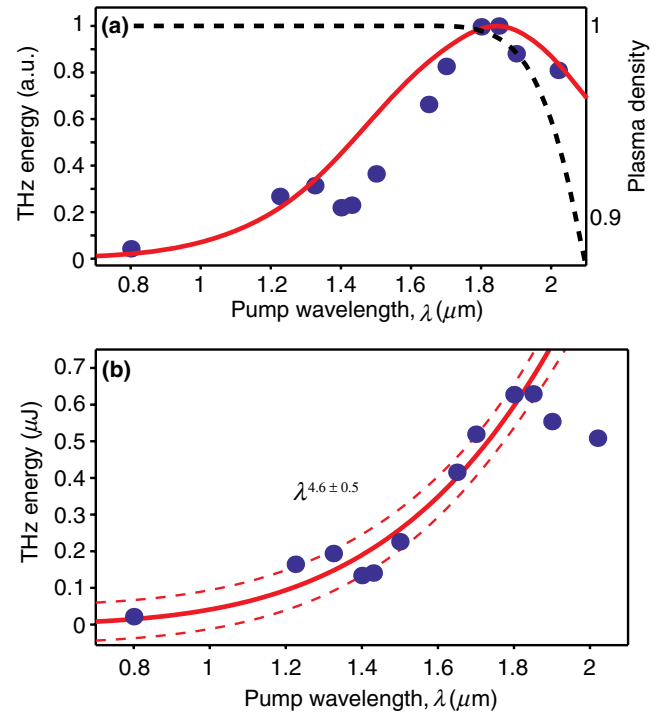 (a)
THz energy (a.u.)
1
0.8
0.6
0.4
0.2
0
1
0.9
Plasma density
0.8 1 1.2 1.4 1.6 1.8 2
Pump wavelength, λ (μm)
(b)
THz energy (μJ)
0.7
0.6
0.5
0.4
0.3
0.2
0.1
0
λ^4.6 ± 0.5
0.8 1 1.2 1.4 1.6 1.8 2
Pump wavelength, λ (μm)